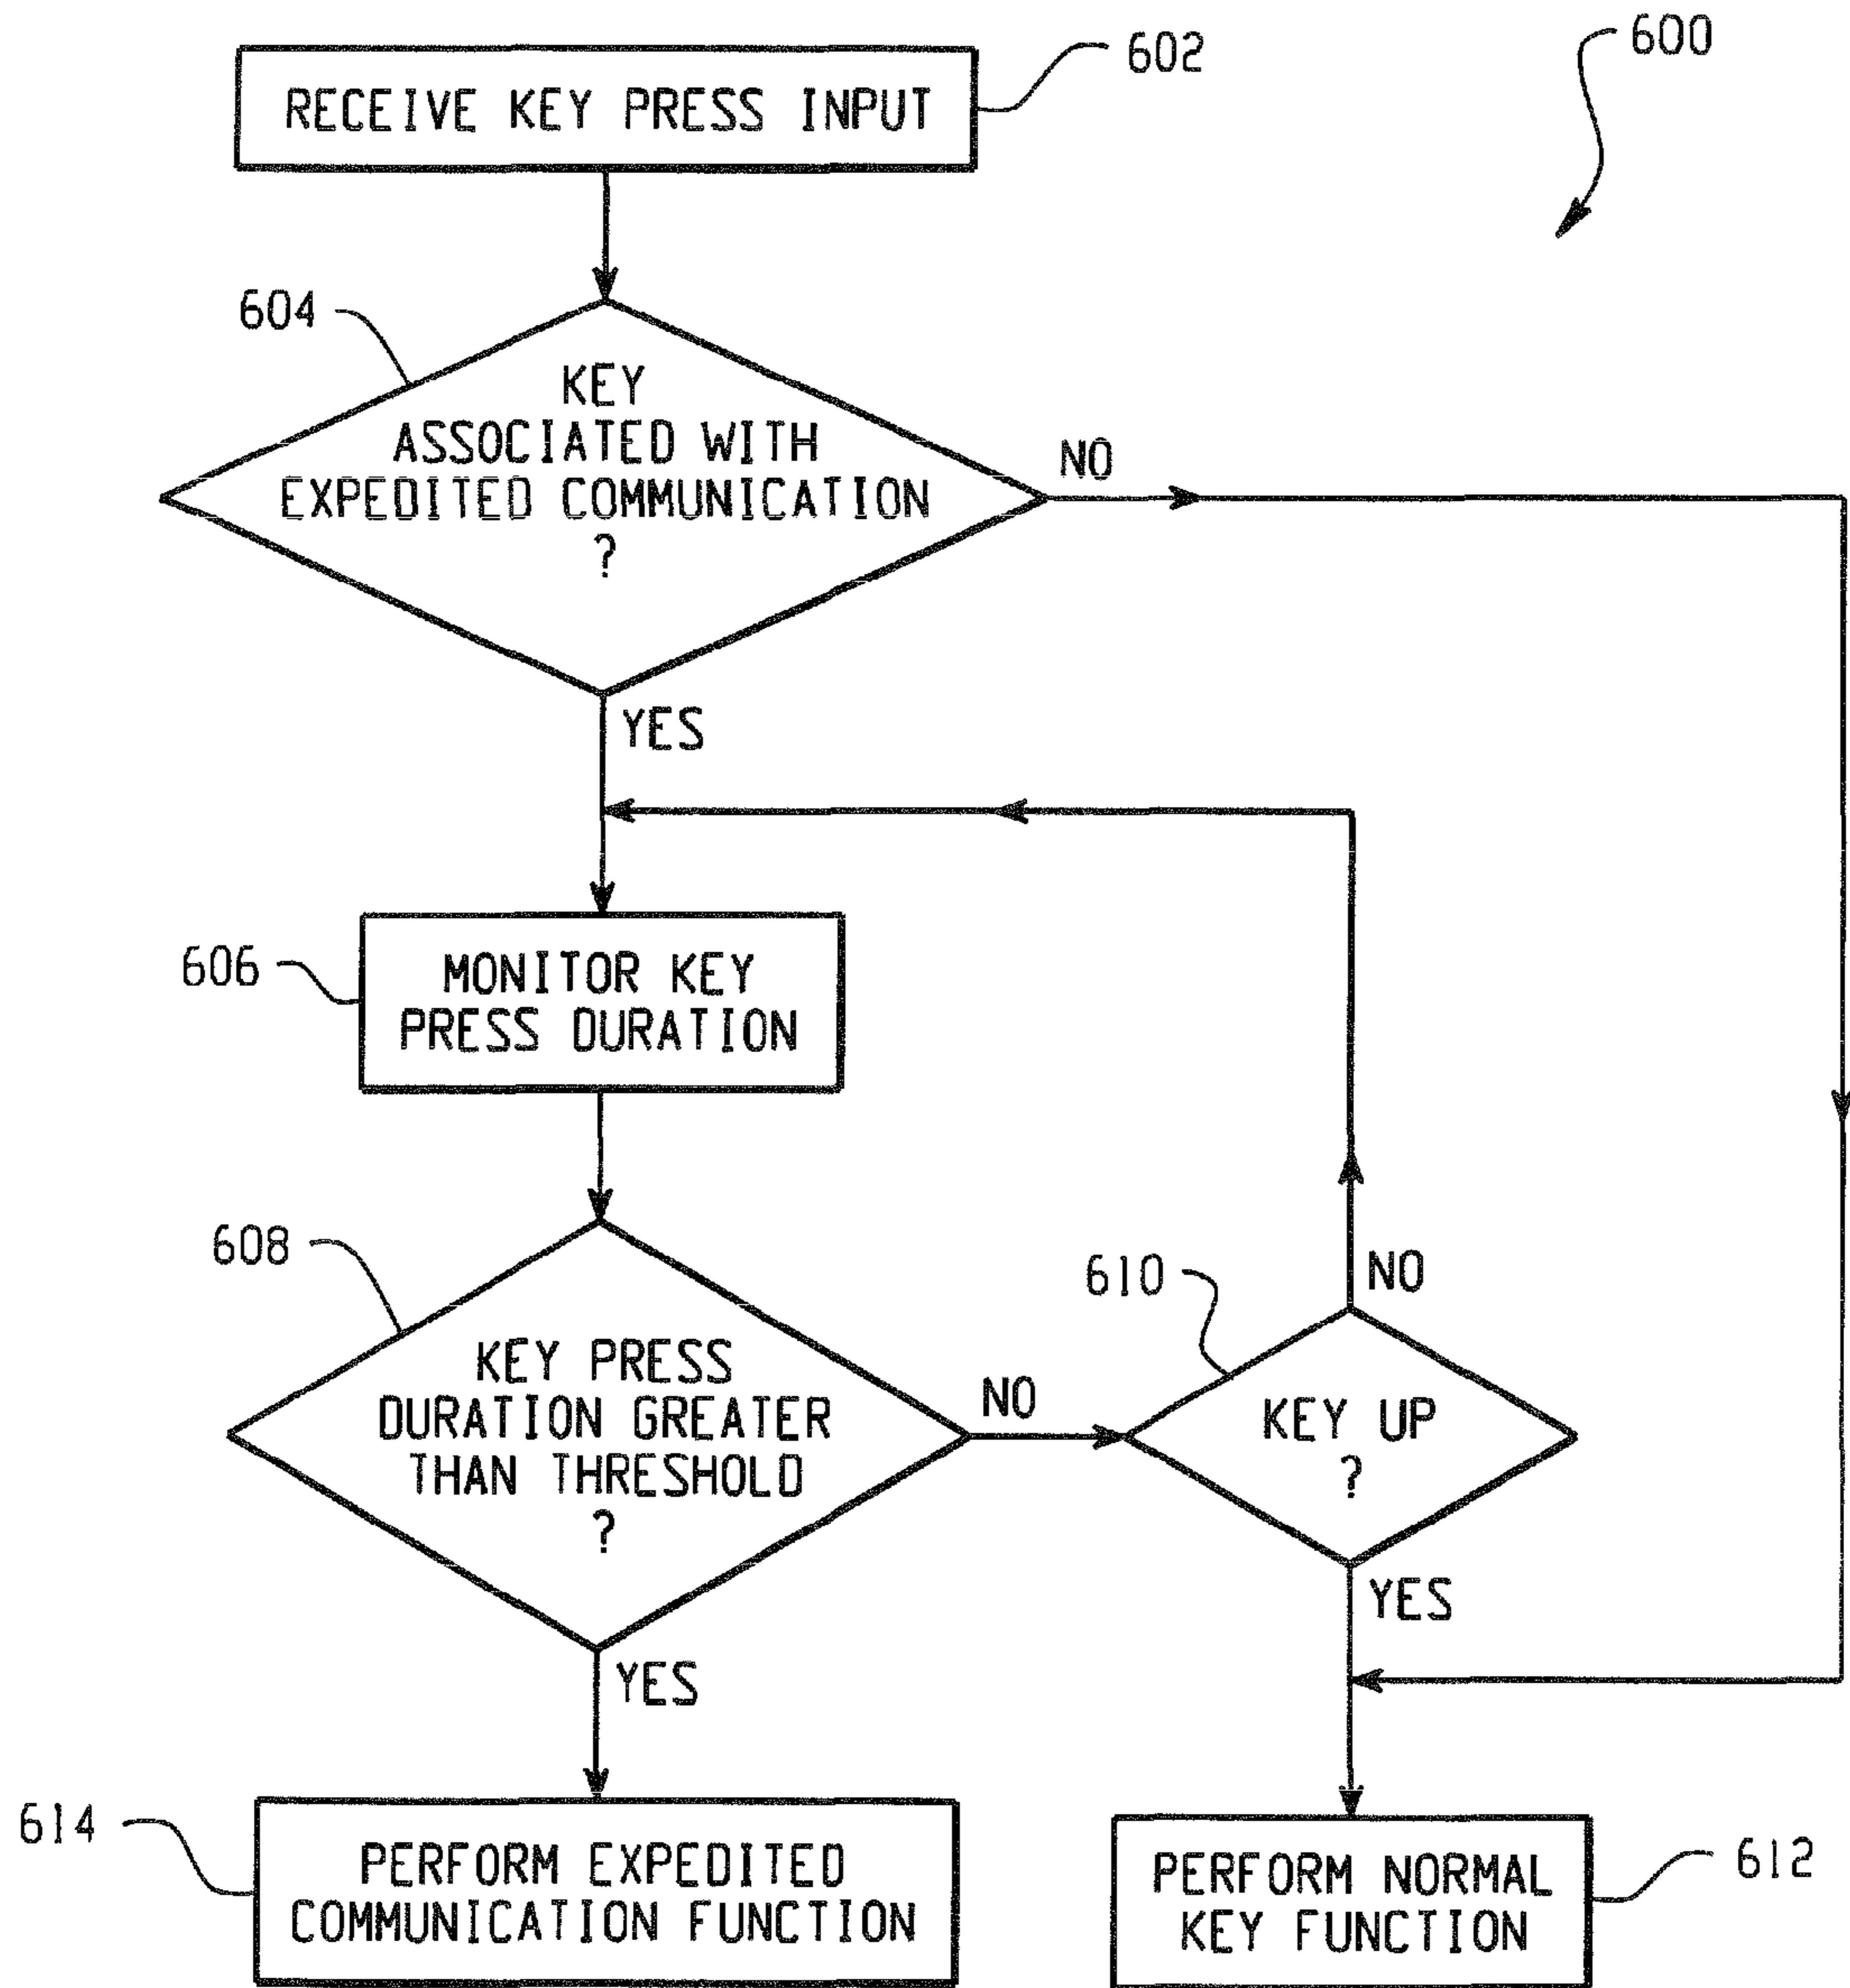 600
602
RECEIVE KEY PRESS INPUT
604
KEY
ASSOCIATED WITH
EXPEDITED COMMUNICATION
?
NO
YES
606
MONITOR KEY
PRESS DURATION
608
KEY PRESS
DURATION GREATER
THAN THRESHOLD
?
NO
610
NO
KEY UP
?
YES
YES
614
PERFORM EXPEDITED
COMMUNICATION FUNCTION
PERFORM NORMAL
KEY FUNCTION
612